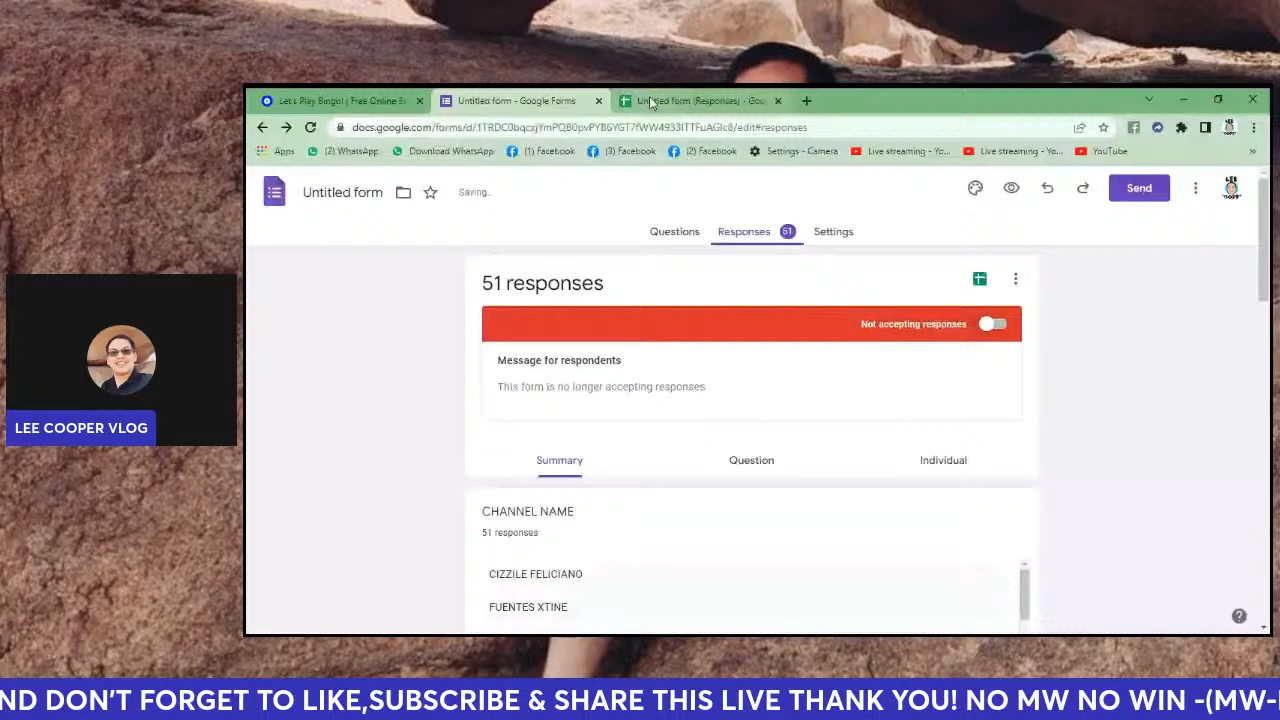 Let's Play Bingo! | Free Online B
Untitled form - Google Forms
Untitled form (Responses) - Goo
docs.google.com/forms/d/1TRDC0bqcxjYmPQB0pvPYB6YGT7fWW4933ITTFuAGlc8/edit#responses
Apps
(2) WhatsApp
Download WhatsApp
(1) Facebook
(3) Facebook
(2) Facebook
Settings - Camera
Live streaming - Yo...
Live streaming - Yo...
YouTube
»
Untitled form
Saving...
Send
Questions
Responses 51
Settings
51 responses
Not accepting responses
Message for respondents
This form is no longer accepting responses
Summary
Question
Individual
CHANNEL NAME
51 responses
CIZZILE FELICIANO
FUENTES XTINE
LEE COOPER VLOG
ND DON'T FORGET TO LIKE,SUBSCRIBE & SHARE THIS LIVE THANK YOU! NO MW NO WIN -(MW-